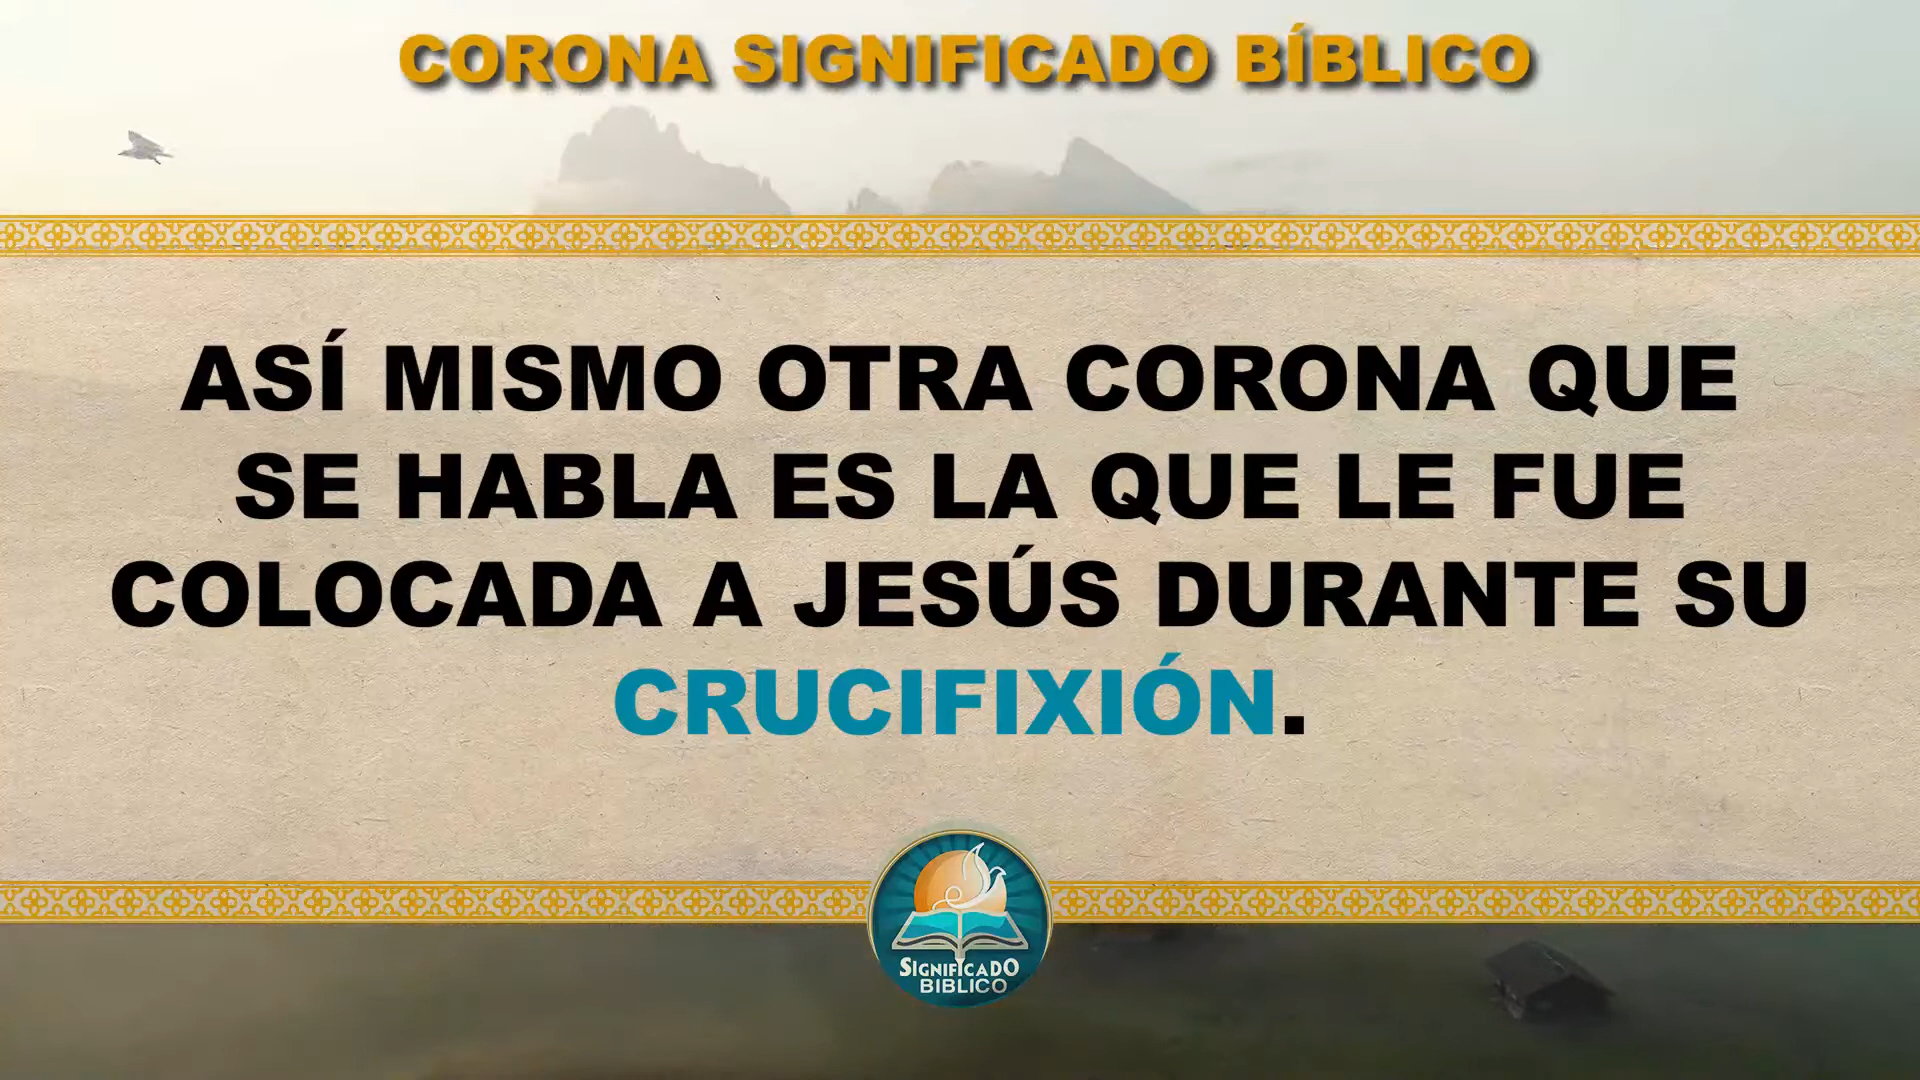 CORONA SIGNIFICADO BÍBLICO
ASÍ MISMO OTRA CORONA QUE
SE HABLA ES LA QUE LE FUE
COLOCADA A JESÚS DURANTE SU
CRUCIFIXIÓN.
SIGNIFICADO
BIBLICO